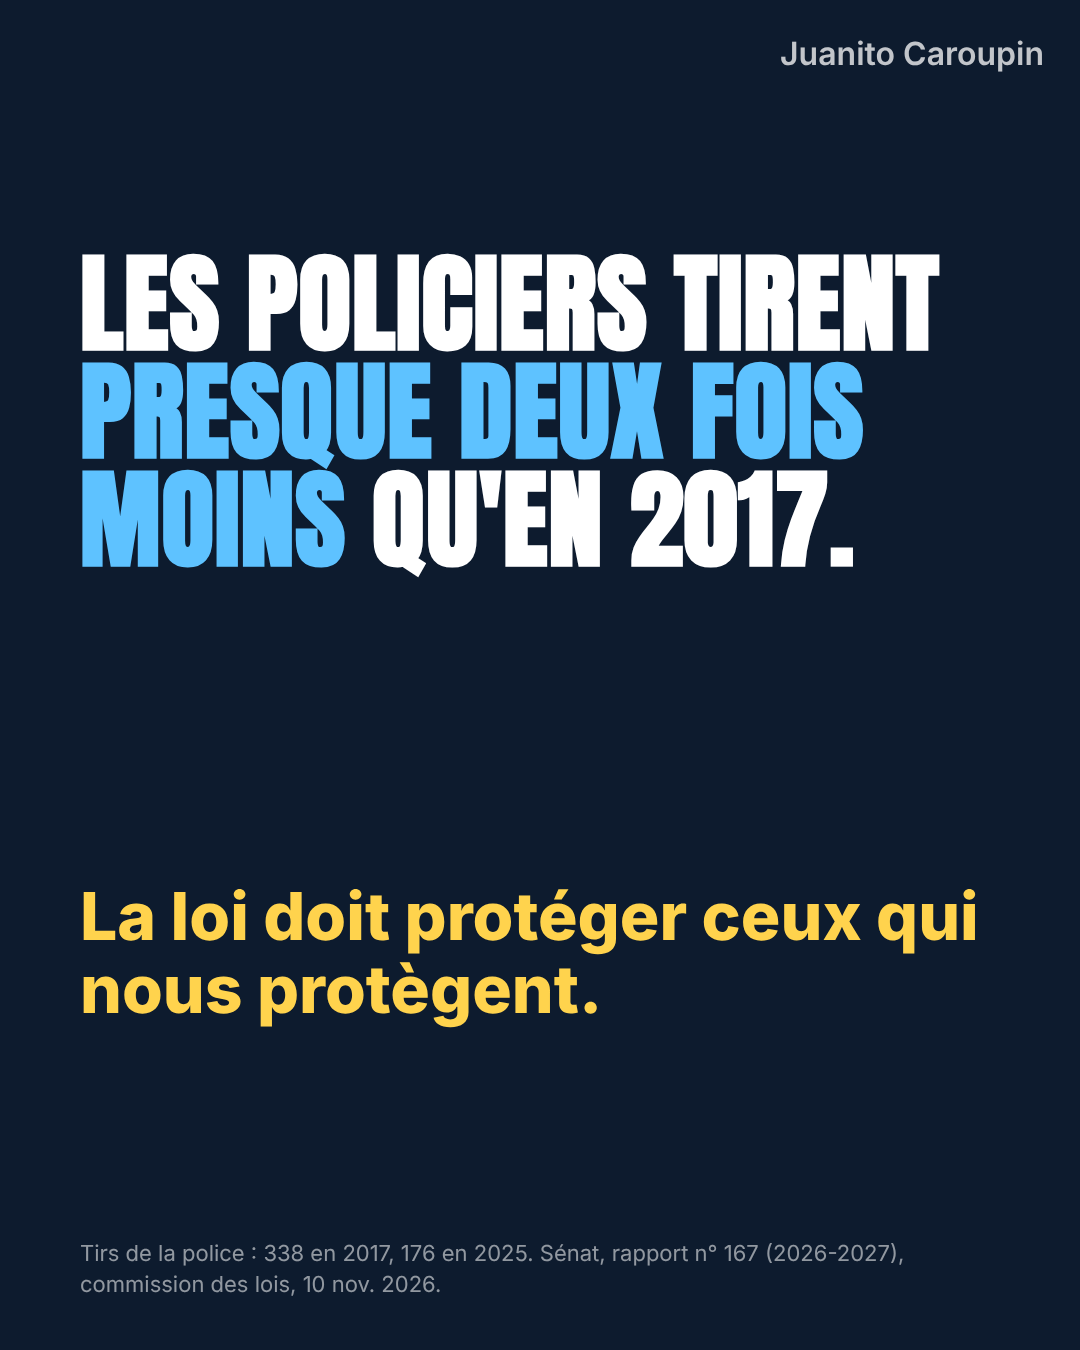 Juanito Caroupin
LES POLICIERS TIRENT
PRESQUE DEUX FOIS
MOINS QU'EN 2017.
La loi doit protéger ceux qui
nous protègent.
Tirs de la police : 338 en 2017, 176 en 2025. Sénat, rapport n° 167 (2026-2027),
commission des lois, 10 nov. 2026.